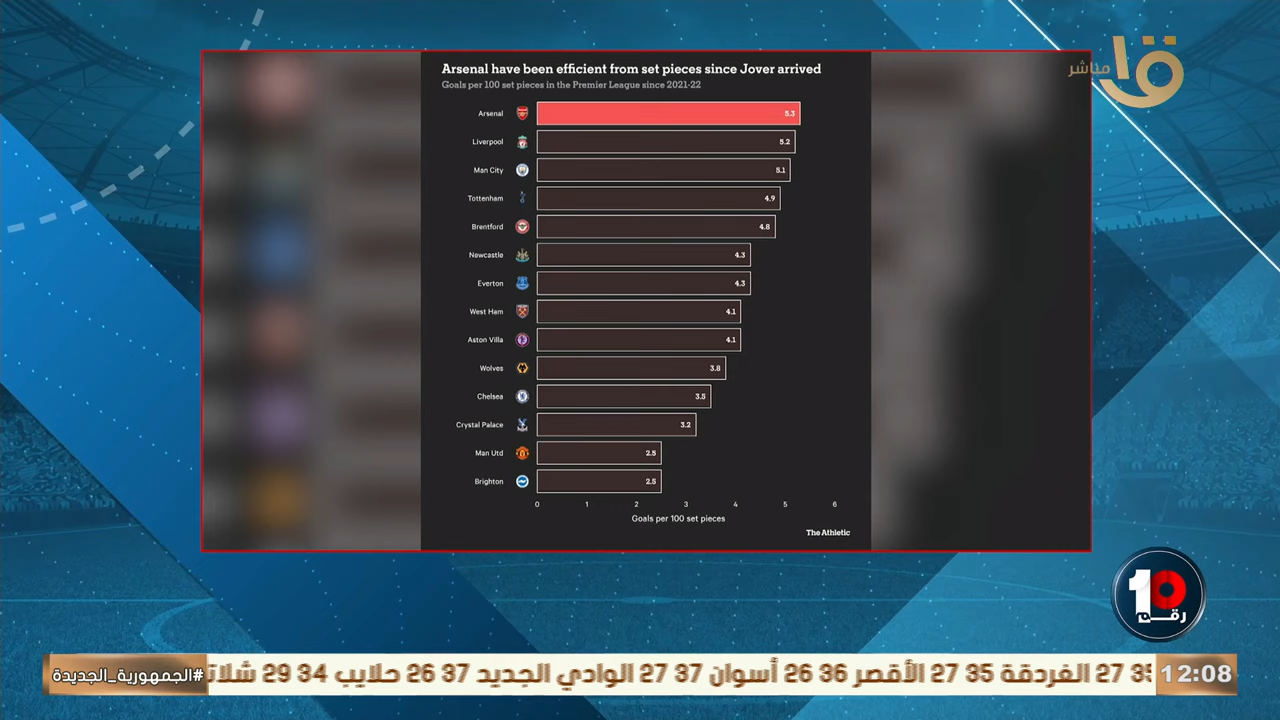 Arsenal have been efficient from set pieces since Jover arrived
Goals per 100 set pieces in the Premier League since 2021-22
مباشر
Arsenal 5.3
Liverpool 5.2
Man City 5.1
Tottenham 4.9
Brentford 4.8
Newcastle 4.3
Everton 4.3
West Ham 4.1
Aston Villa 4.1
Wolves 3.8
Chelsea 3.5
Crystal Palace 3.2
Man Utd 2.5
Brighton 2.5
0 1 2 3 4 5 6
Goals per 100 set pieces
The Athletic
10
رقم
27 الغردقة 35 27 الأقصر 36 26 أسوان 37 27 الوادي الجديد 37 26 حلايب 34 29
#الجمهورية_الجديدة
12:08